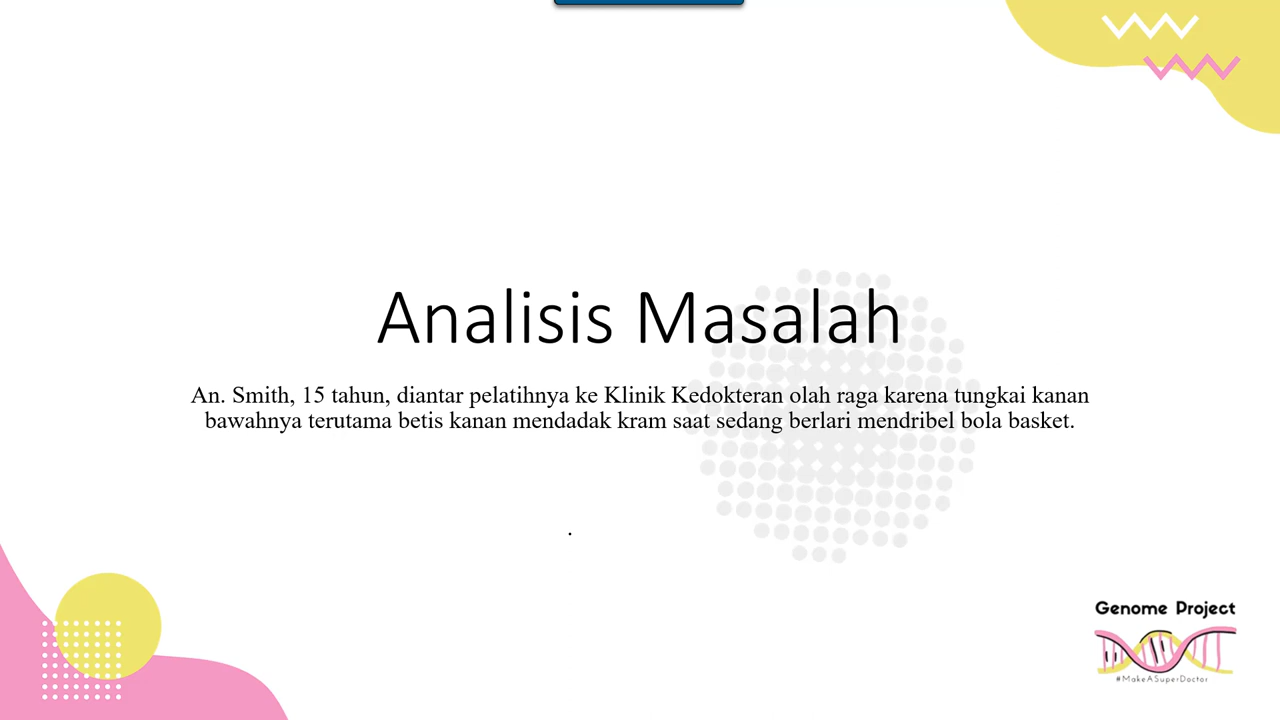 Analisis Masalah
An. Smith, 15 tahun, diantar pelatihnya ke Klinik Kedokteran olah raga karena tungkai kanan
bawahnya terutama betis kanan mendadak kram saat sedang berlari mendribel bola basket.
.
Genome Project
#MakeASuperDoctor